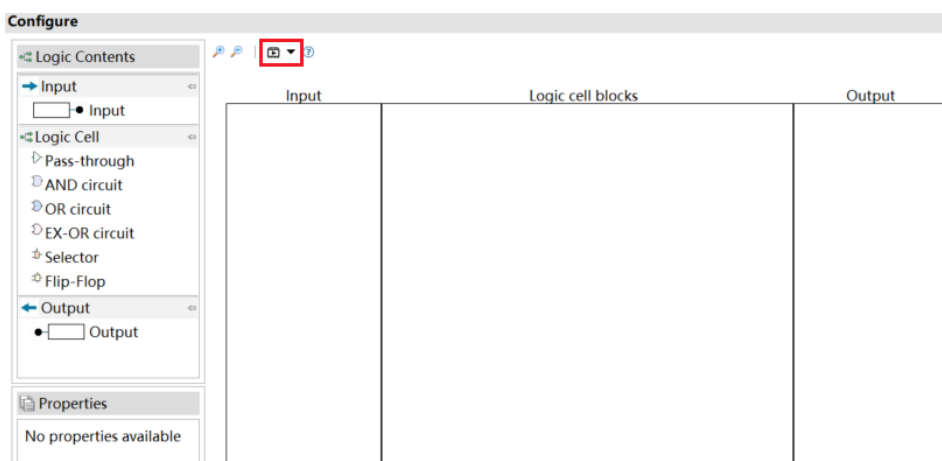 Configure
Logic Contents
Input
Input
Logic Cell
Pass-through
AND circuit
OR circuit
EX-OR circuit
Selector
Flip-Flop
Output
Output
Properties
No properties available
?
Input Logic cell blocks Output